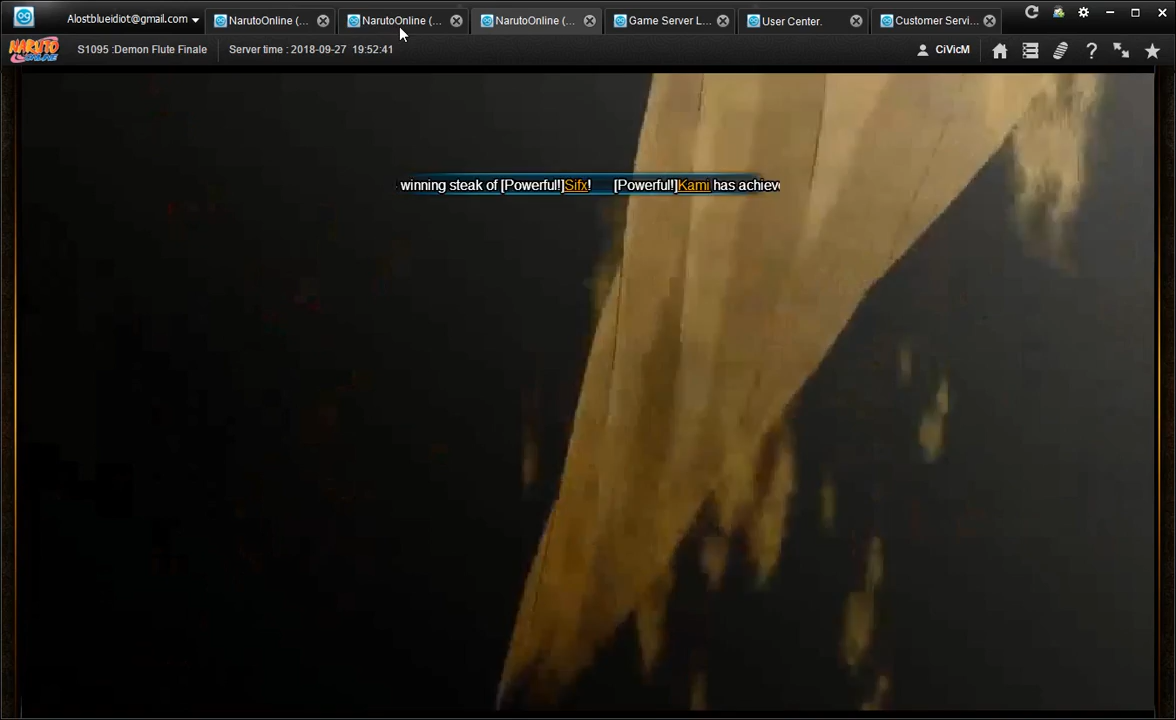 Alostblueidiot@gmail.com
NarutoOnline (...
NarutoOnline (...
NarutoOnline (...
Game Server L...
User Center.
Customer Servi...
NARUTO
ONLINE
S1095 :Demon Flute Finale
Server time : 2018-09-27 19:52:41
CiVicM
winning steak of [Powerful!]Sifx! [Powerful!]Kami has achiev